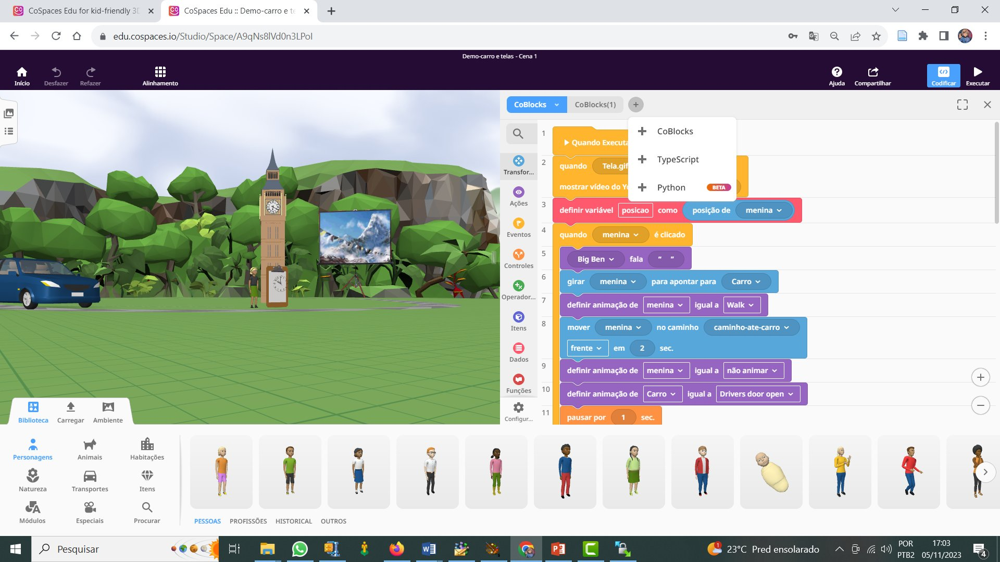 CoSpaces Edu for kid-friendly 3D
CoSpaces Edu :: Demo-carro e te
edu.cospaces.io/Studio/Space/A9qNs8lVd0n3LPoI
Demo-carro e telas - Cena 1
Início
Desfazer
Refazer
Alinhamento
Ajuda
Compartilhar
Codificar
Executar
CoBlocks
CoBlocks(1)
CoBlocks
TypeScript
Python BETA
Transfor...
Ações
Eventos
Controles
Operador...
Itens
Dados
Funções
Configur...
1 Quando Executa
2 quando Tela.gif
mostrar vídeo do Yo
3 definir variável posicao como posição de menina
4 quando menina é clicado
5 Big Ben fala “ ”
6 girar menina para apontar para Carro
7 definir animação de menina igual a Walk
8 mover menina no caminho caminho-ate-carro
frente em 2 sec.
9 definir animação de menina igual a não animar
10 definir animação de Carro igual a Drivers door open
11 pausar por 1 sec.
Biblioteca
Carregar
Ambiente
Personagens
Animais
Habitações
Natureza
Transportes
Itens
Módulos
Especiais
Procurar
PESSOAS
PROFISSÕES
HISTORICAL
OUTROS
Pesquisar
1
23°C Pred ensolarado
POR
PTB2
17:03
05/11/2023
4